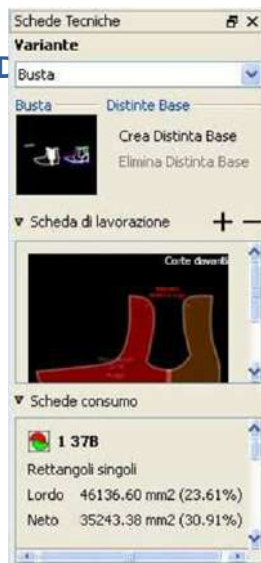 Schede Tecniche
Variante
D
Busta
Busta Distinte Base
Crea Distinta Base
Elimina Distinta Base
Scheda di lavorazione
Corte davanti
Schede consumo
1 37B
Rettangoli singoli
Lordo 46136.60 mm2 (23.61%)
Neto 35243.38 mm2 (30.91%)